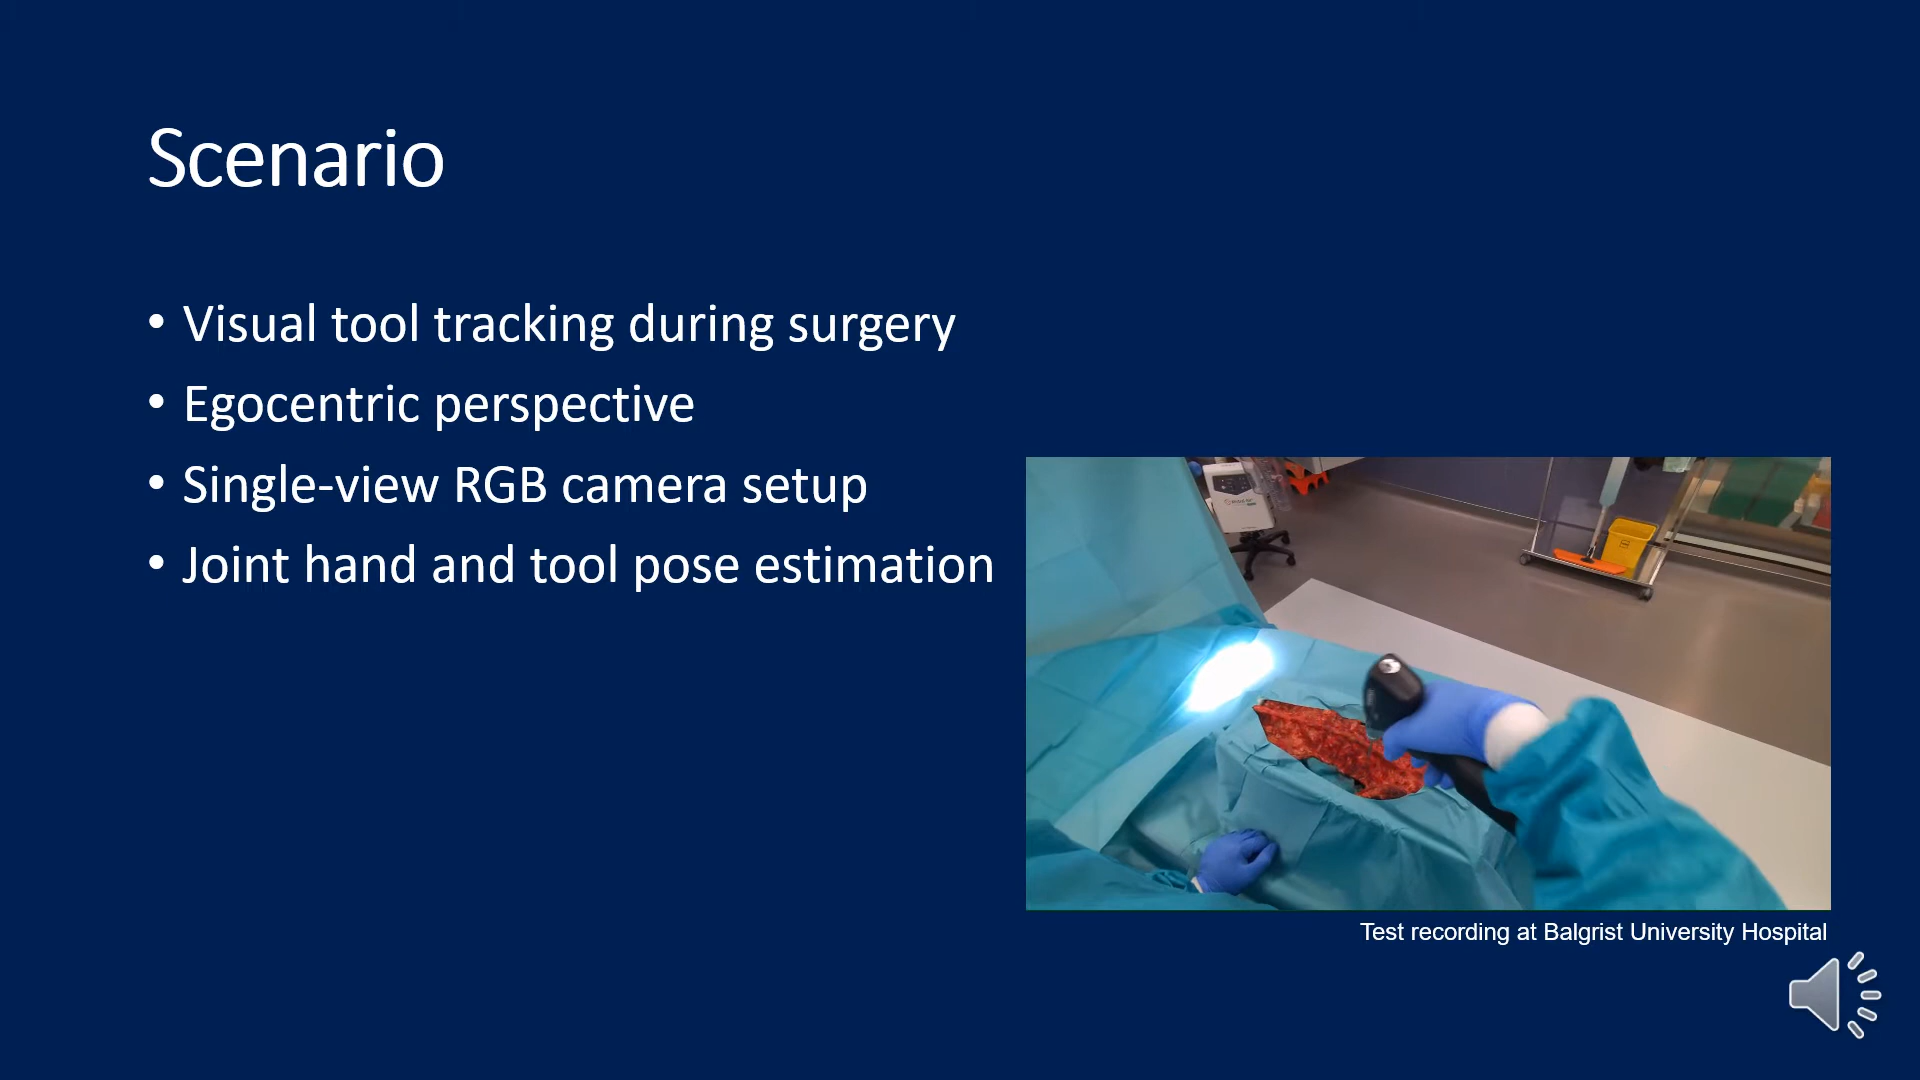 Scenario
• Visual tool tracking during surgery
• Egocentric perspective
• Single-view RGB camera setup
• Joint hand and tool pose estimation
Test recording at Balgrist University Hospital